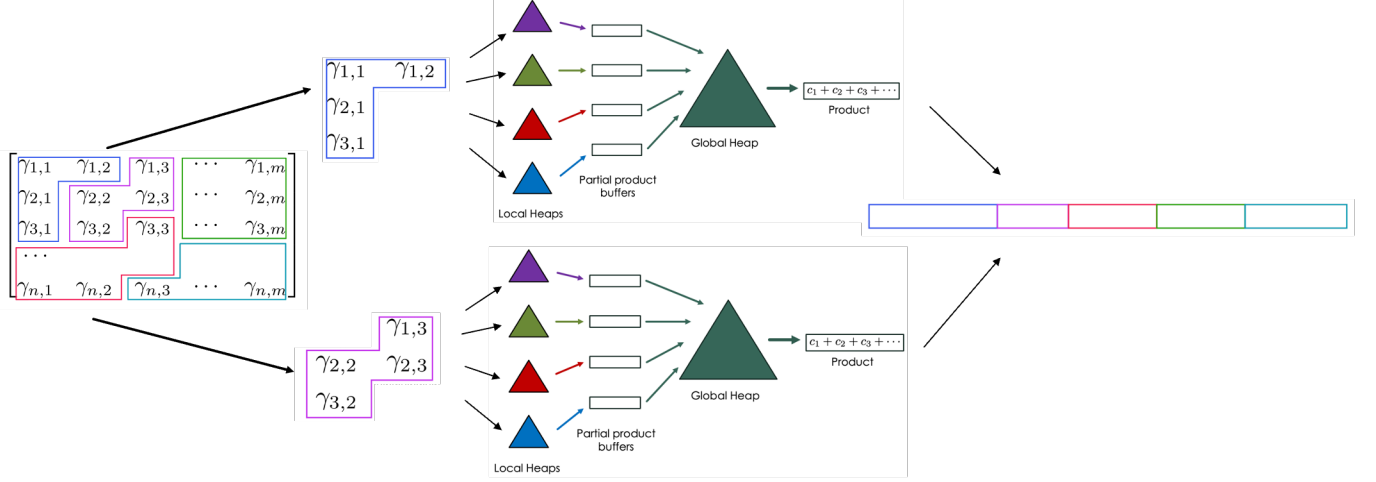 γ1,1 γ1,2 γ1,3 ··· γ1,m
γ2,1 γ2,2 γ2,3 γ2,m
γ3,1 γ3,2 γ3,3 ··· γ3,m
···
γn,1 γn,2 γn,3 ··· γn,m
γ1,1 γ1,2
γ2,1
γ3,1
Local Heaps
Partial product
buffers
Global Heap
c1 + c2 + c3 + ···
Product
γ1,3
γ2,2 γ2,3
γ3,2
Local Heaps
Partial product
buffers
Global Heap
c1 + c2 + c3 + ···
Product